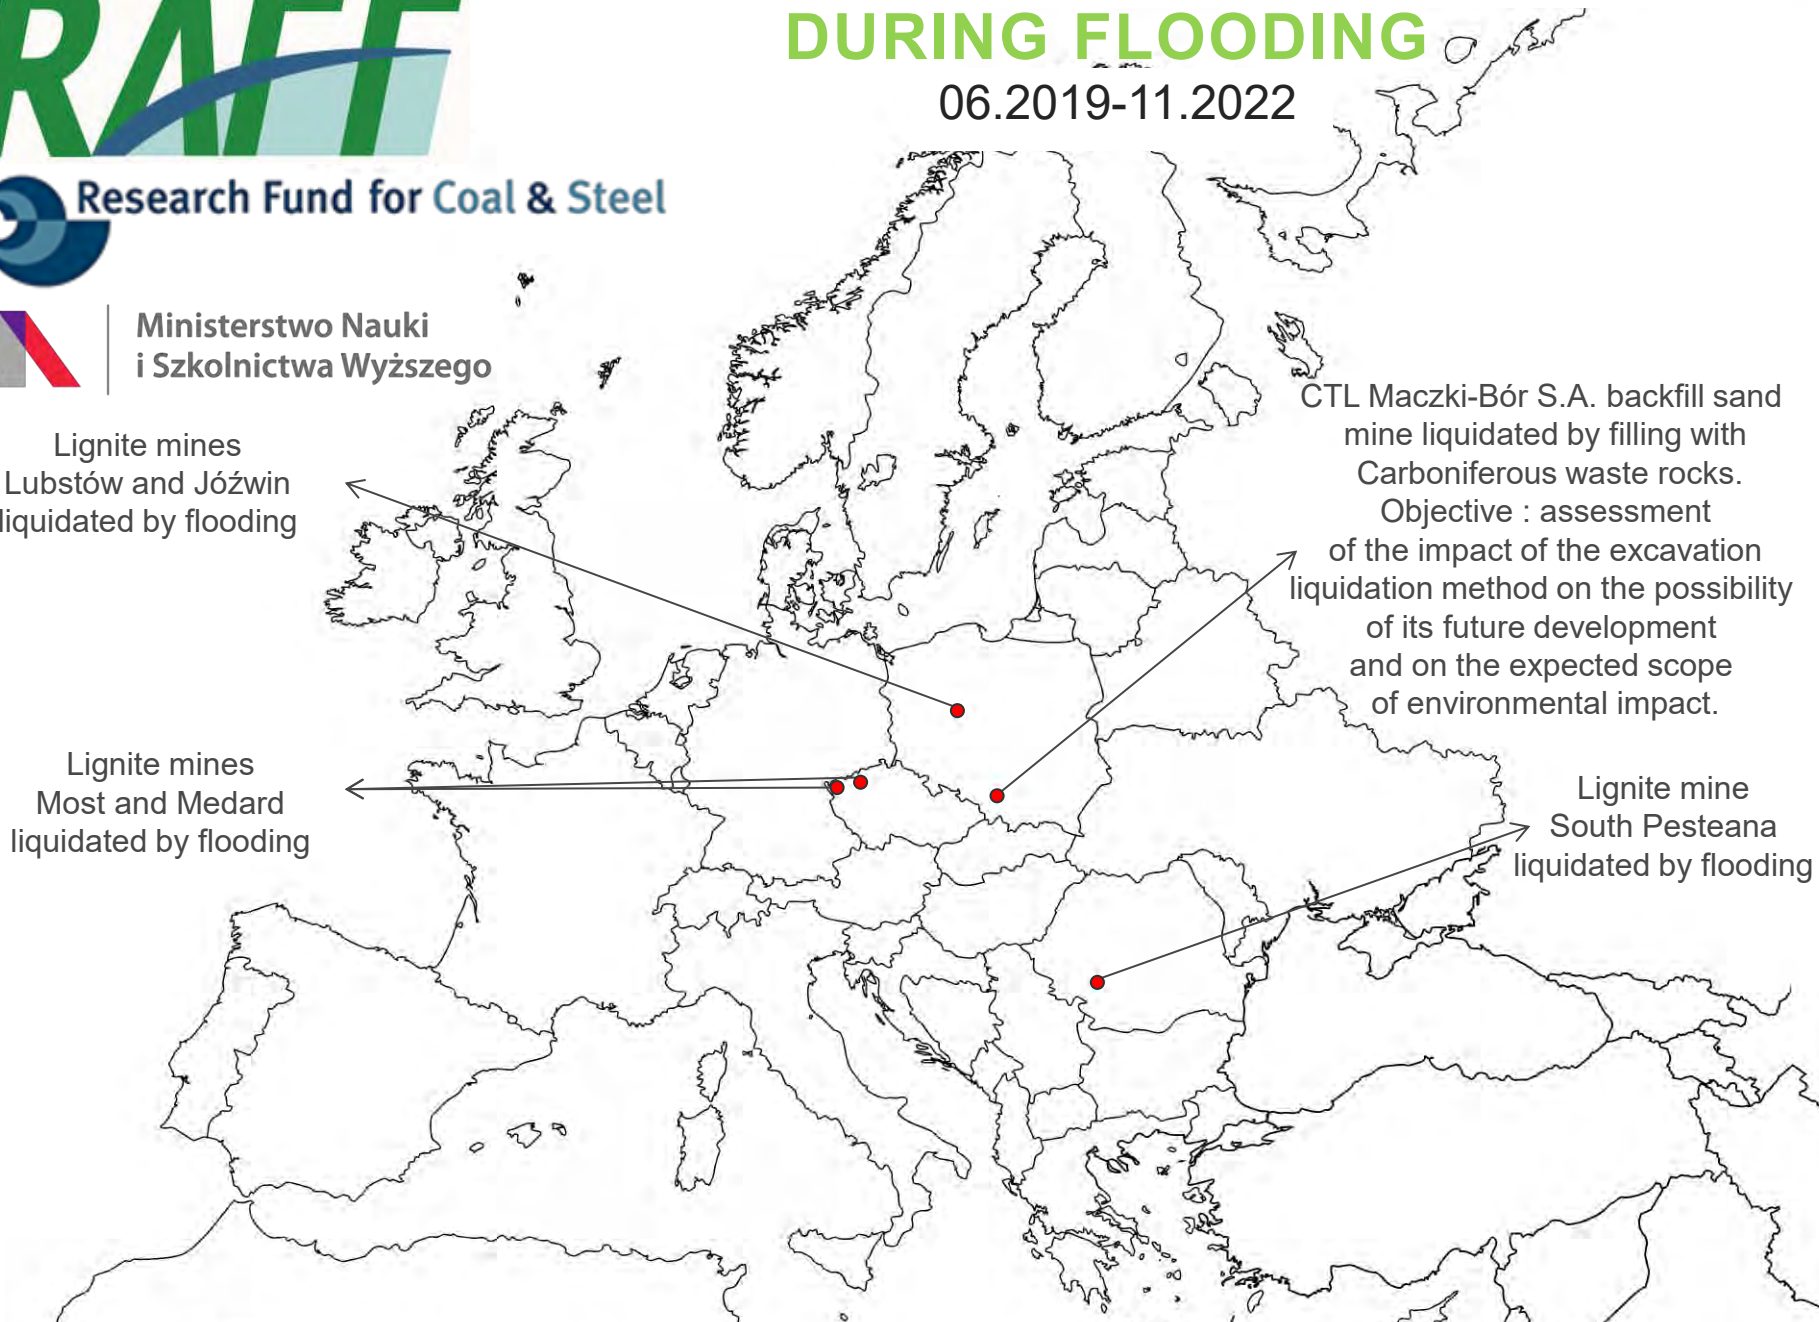 RAFF
DURING FLOODING
06.2019-11.2022
Research Fund for Coal & Steel
Ministerstwo Nauki
i Szkolnictwa Wyższego
Lignite mines
Lubstów and Jóźwin
liquidated by flooding
CTL Maczki-Bór S.A. backfill sand
mine liquidated by filling with
Carboniferous waste rocks.
Objective : assessment
of the impact of the excavation
liquidation method on the possibility
of its future development
and on the expected scope
of environmental impact.
Lignite mines
Most and Medard
liquidated by flooding
Lignite mine
South Pesteana
liquidated by flooding